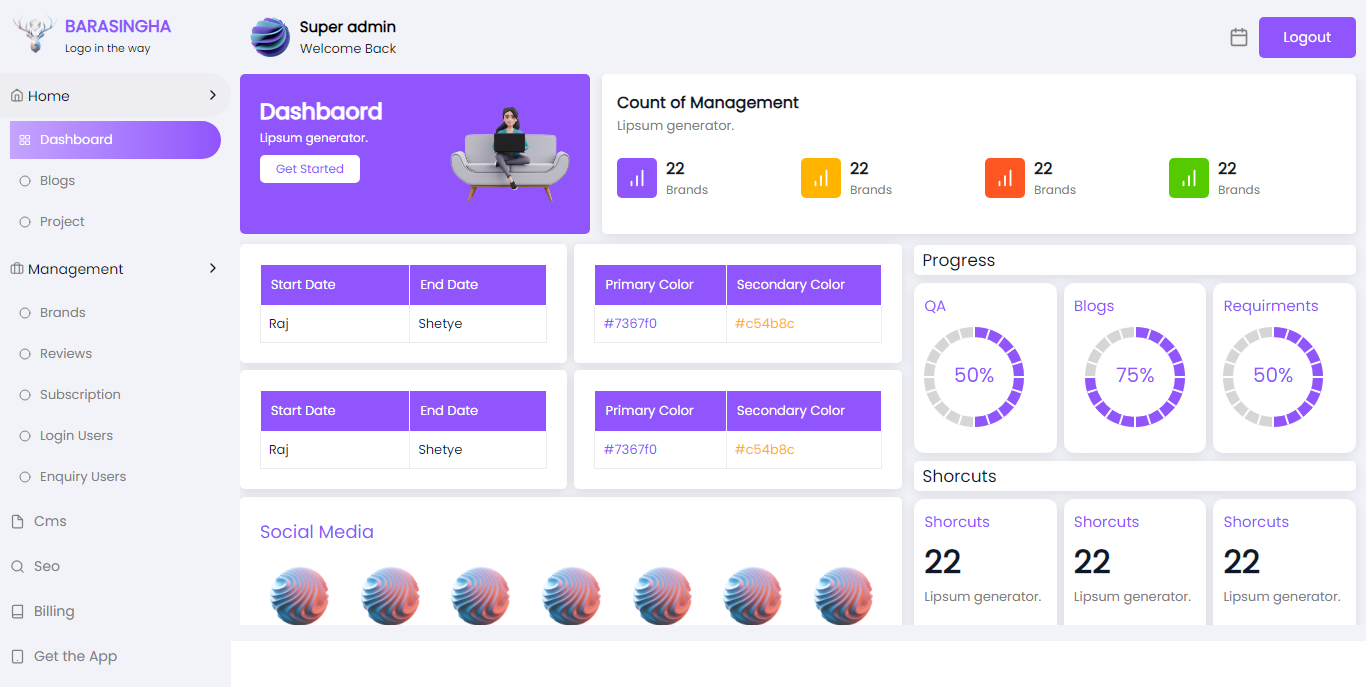 BARASINGHA
Logo in the way
Home
Dashboard
Blogs
Project
Management
Brands
Reviews
Subscription
Login Users
Enquiry Users
Cms
Seo
Billing
Get the App
Super admin
Welcome Back
Logout
Dashbaord
Lipsum generator.
Get Started
Count of Management
Lipsum generator.
22
Brands
22
Brands
22
Brands
22
Brands
Start Date End Date
Raj Shetye
Primary Color Secondary Color
#7367f0 #c54b8c
Start Date End Date
Raj Shetye
Primary Color Secondary Color
#7367f0 #c54b8c
Social Media
Progress
QA
50%
Blogs
75%
Requirments
50%
Shorcuts
Shorcuts
22
Lipsum generator.
Shorcuts
22
Lipsum generator.
Shorcuts
22
Lipsum generator.